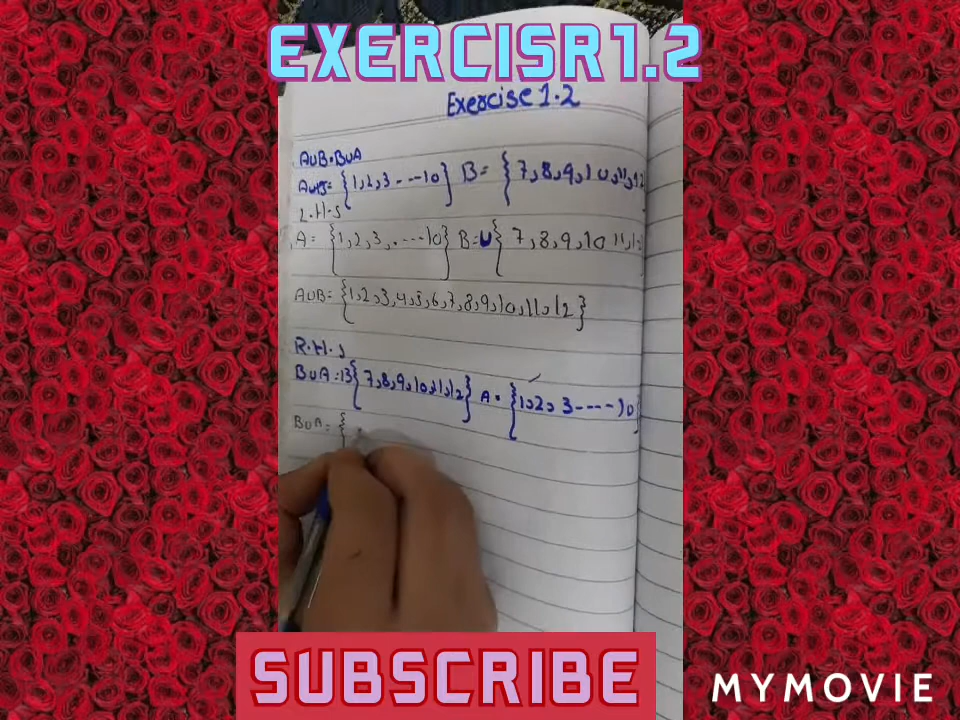 EXERCISR1.2
Exercise 1.2
AUB.BUA
AUB= {1,2,3 - - - -10} B= {7,8,9,10,11,12
L.H.S
A= {1,2,3,. - - - -10} B=U{ 7,8,9,10 11,12
AUB= {1,2,3,4,5,6,7,8,9,10,11,12}
R.H.S
BUA=B{7,8,9,10,11,12} A= {1,2, 3 - - - - -10}
BUA= {
SUBSCRIBE
MYMOVIE